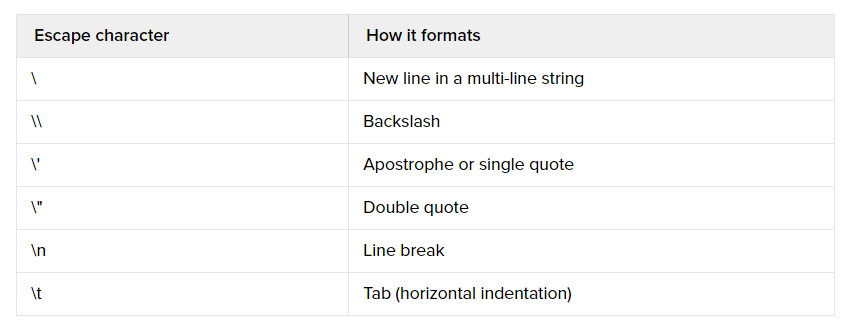 Escape character How it formats
\ New line in a multi-line string
\\ Backslash
\' Apostrophe or single quote
\" Double quote
\n Line break
\t Tab (horizontal indentation)